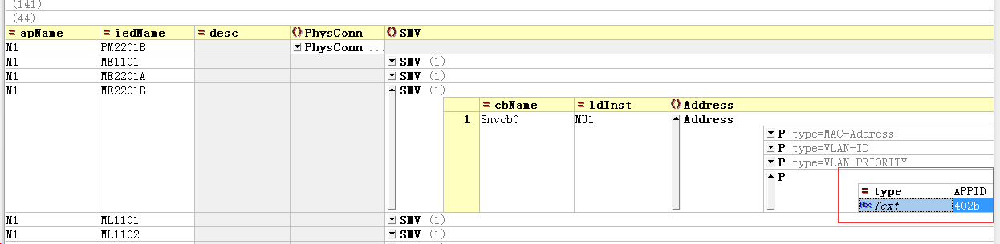 (141)
(44)
= apName = iedName = desc () PhysConn () SMV
M1 PM2201B PhysConn ...
M1 ME1101 SMV (1)
M1 ME2201A SMV (1)
M1 ME2201B SMV (1)
= cbName = ldInst () Address
1 Smvcb0 MU1 Address
P type=MAC-Address
P type=VLAN-ID
P type=VLAN-PRIORITY
P
= type APPID
Abc Text 402b
M1 ML1101 SMV (1)
M1 ML1102 SMV (1)